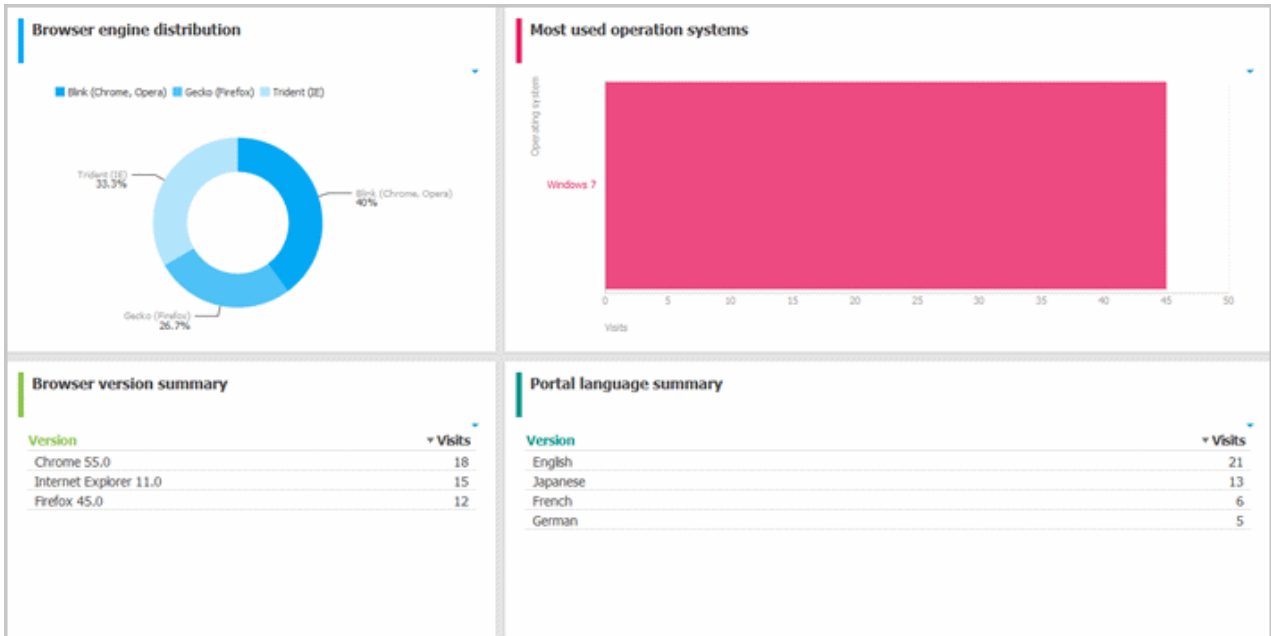 Browser engine distribution
Blink (Chrome, Opera) Gecko (Firefox) Trident (IE)
Trident (IE)
33.3%
Blink (Chrome, Opera)
40%
Gecko (Firefox)
26.7%
Most used operation systems
Operating system
Windows 7
0 5 10 15 20 25 30 35 40 45 50
Visits
Browser version summary
Version Visits
Chrome 55.0 18
Internet Explorer 11.0 15
Firefox 45.0 12
Portal language summary
Version Visits
English 21
Japanese 13
French 6
German 5